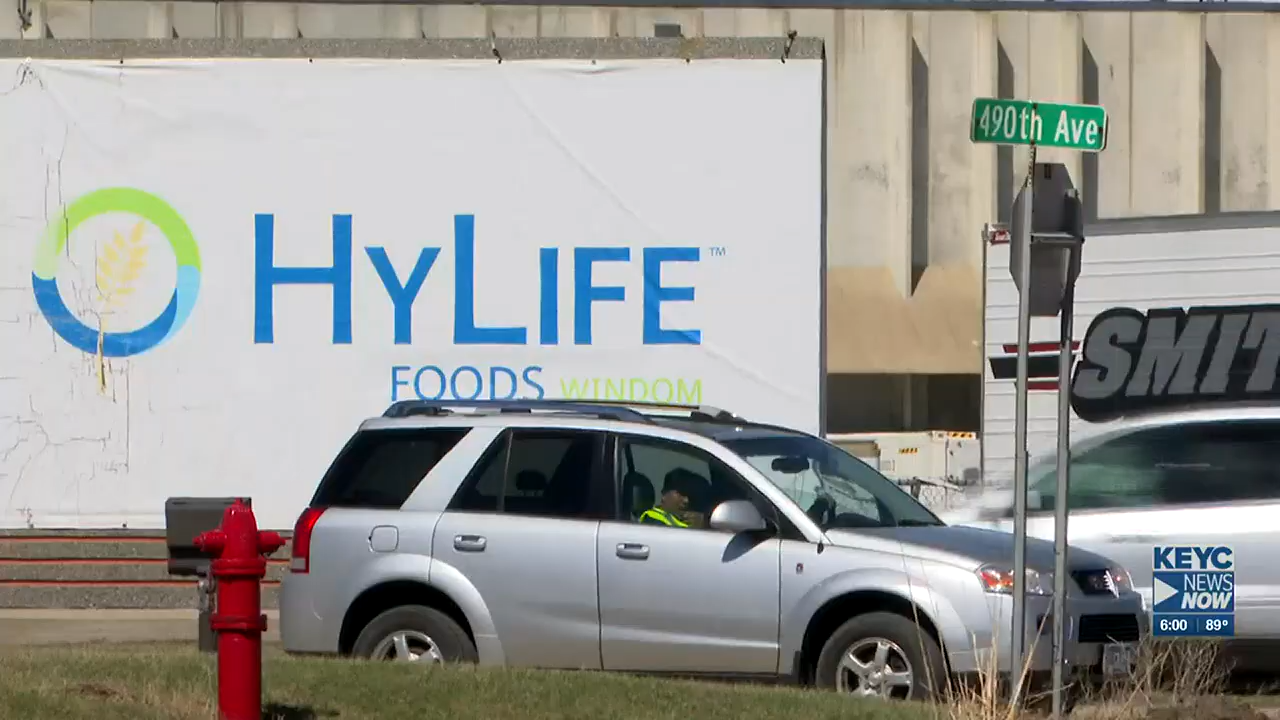 HYLIFE™
FOODS WINDOM
490th Ave
SMIT
KEYC
NEWS
NOW
6:00 89°